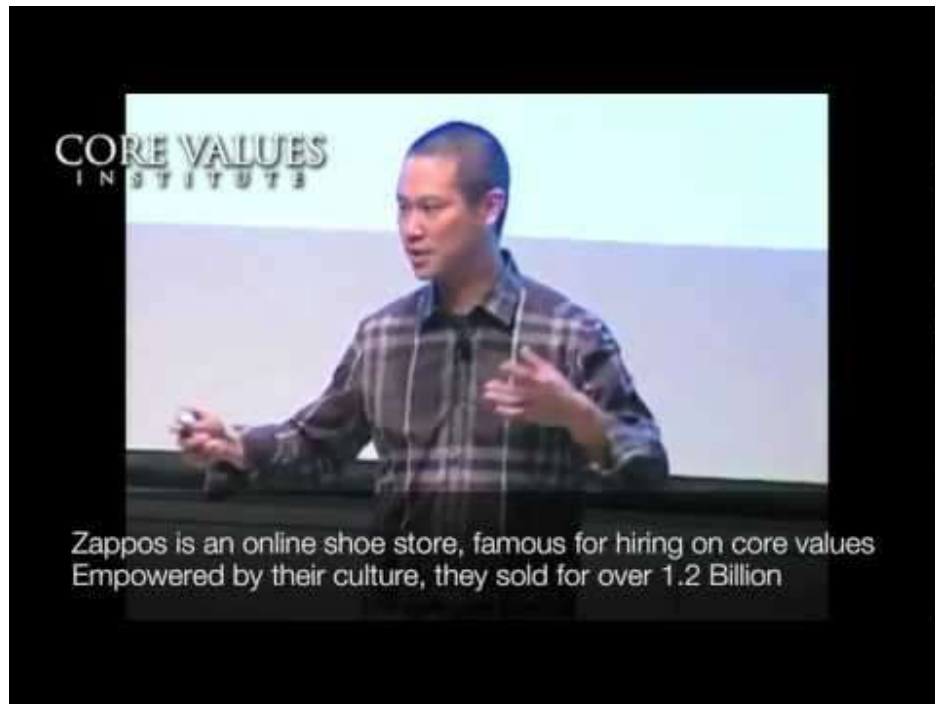 CORE VALUES
INSTITUTE
Zappos is an online shoe store, famous for hiring on core values
Empowered by their culture, they sold for over 1.2 Billion